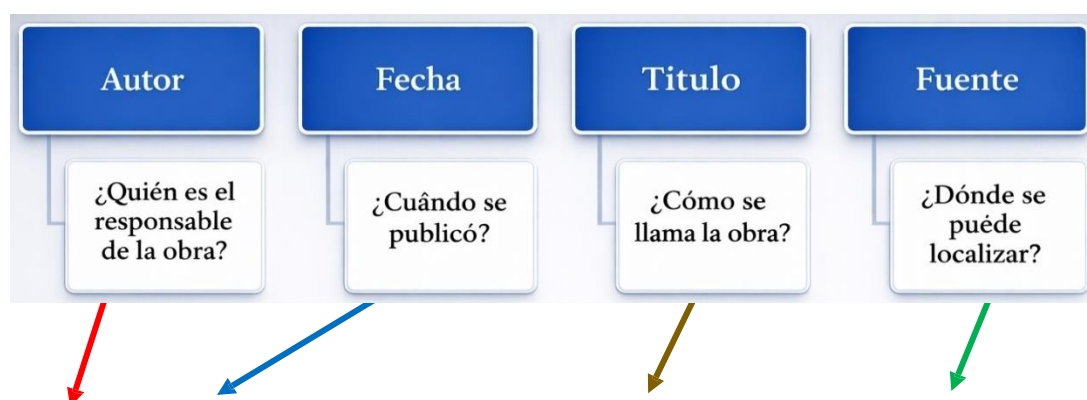 Autor
¿Quién es el
responsable
de la obra?
Fecha
¿Cuândo se
publicó?
Titulo
¿Cómo se
llama la obra?
Fuente
¿Dónde se
puéde
localizar?